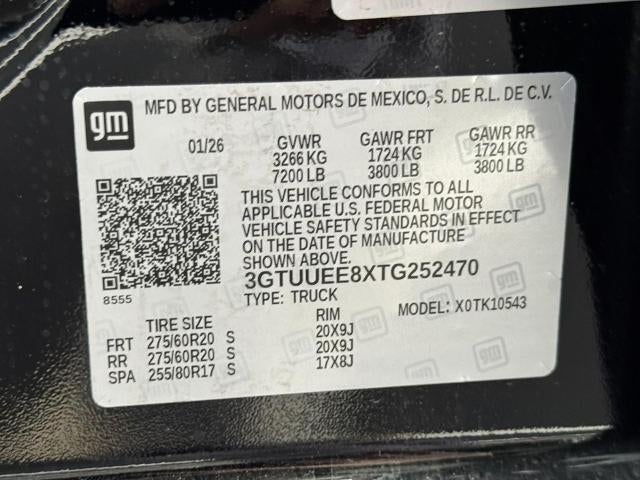 gm
MFD BY GENERAL MOTORS DE MEXICO, S. DE R.L. DE C.V.
01/26 GVWR GAWR FRT GAWR RR
3266 KG 1724 KG 1724 KG
7200 LB 3800 LB 3800 LB
THIS VEHICLE CONFORMS TO ALL
APPLICABLE U.S. FEDERAL MOTOR
VEHICLE SAFETY STANDARDS IN EFFECT
ON THE DATE OF MANUFACTURE
SHOWN ABOVE.
8555
3GTUUEE8XTG252470
TYPE: TRUCK MODEL: X0TK10543
TIRE SIZE RIM
FRT 275/60R20 S 20X9J
RR 275/60R20 S 20X9J
SPA 255/80R17 S 17X8J